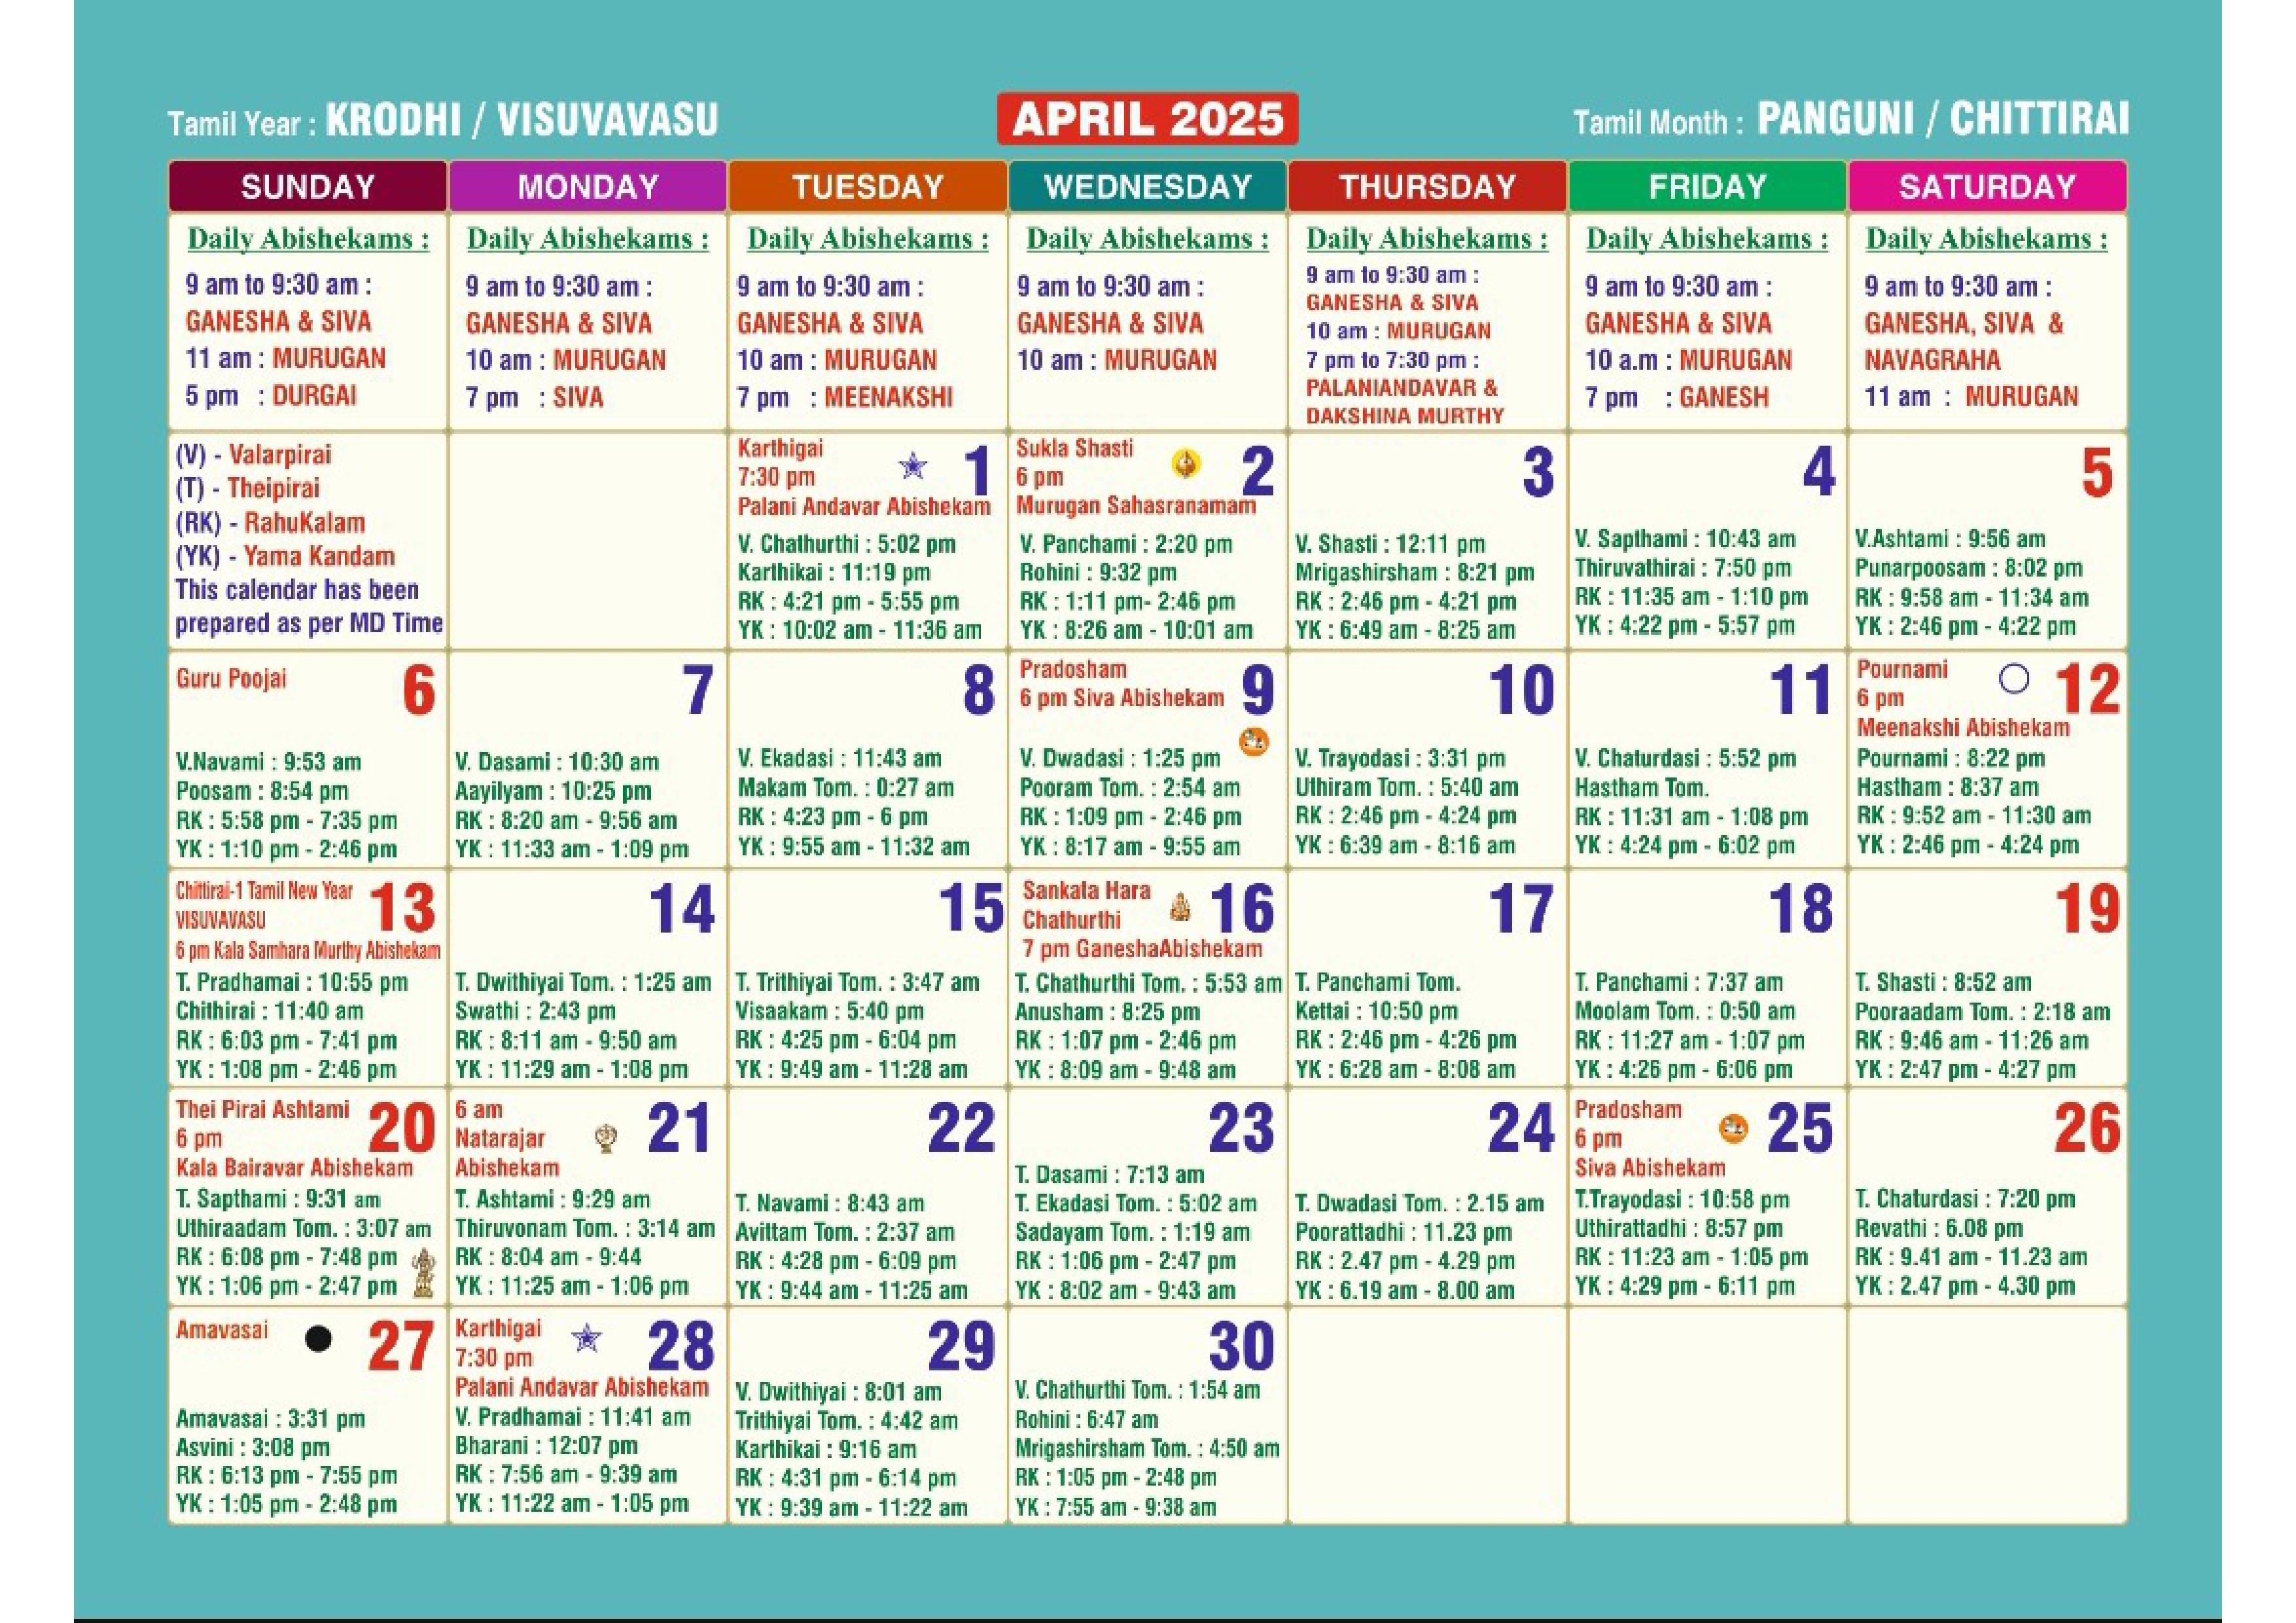 Tamil Year : KRODHI / VISUVAVASU
APRIL 2025
Tamil Month : PANGUNI / CHITTIRAI
SUNDAY
MONDAY
TUESDAY
WEDNESDAY
THURSDAY
FRIDAY
SATURDAY
Daily Abishekams :
9 am to 9:30 am :
GANESHA & SIVA
11 am : MURUGAN
5 pm : DURGAI
Daily Abishekams :
9 am to 9:30 am :
GANESHA & SIVA
10 am : MURUGAN
7 pm : SIVA
Daily Abishekams :
9 am to 9:30 am :
GANESHA & SIVA
10 am : MURUGAN
7 pm : MEENAKSHI
Daily Abishekams :
9 am to 9:30 am :
GANESHA & SIVA
10 am : MURUGAN
Daily Abishekams :
9 am to 9:30 am :
GANESHA & SIVA
10 am : MURUGAN
7 pm to 7:30 pm :
PALANIANDAVAR &
DAKSHINA MURTHY
Daily Abishekams :
9 am to 9:30 am :
GANESHA & SIVA
10 a.m : MURUGAN
7 pm : GANESH
Daily Abishekams :
9 am to 9:30 am :
GANESHA, SIVA &
NAVAGRAHA
11 am : MURUGAN
(V) - Valarpirai
(T) - Theipirai
(RK) - RahuKalam
(YK) - Yama Kandam
This calendar has been
prepared as per MD Time
Karthigai
7:30 pm
1
Palani Andavar Abishekam
V. Chathurthi : 5:02 pm
Karthikai : 11:19 pm
RK : 4:21 pm - 5:55 pm
YK : 10:02 am - 11:36 am
Sukla Shasti
6 pm
2
Murugan Sahasranamam
V. Panchami : 2:20 pm
Rohini : 9:32 pm
RK : 1:11 pm- 2:46 pm
YK : 8:26 am - 10:01 am
3
V. Shasti : 12:11 pm
Mrigashirsham : 8:21 pm
RK : 2:46 pm - 4:21 pm
YK : 6:49 am - 8:25 am
4
V. Sapthami : 10:43 am
Thiruvathirai : 7:50 pm
RK : 11:35 am - 1:10 pm
YK : 4:22 pm - 5:57 pm
5
V.Ashtami : 9:56 am
Punarpoosam : 8:02 pm
RK : 9:58 am - 11:34 am
YK : 2:46 pm - 4:22 pm
Guru Poojai
6
V.Navami : 9:53 am
Poosam : 8:54 pm
RK : 5:58 pm - 7:35 pm
YK : 1:10 pm - 2:46 pm
7
V. Dasami : 10:30 am
Aayilyam : 10:25 pm
RK : 8:20 am - 9:56 am
YK : 11:33 am - 1:09 pm
8
V. Ekadasi : 11:43 am
Makam Tom. : 0:27 am
RK : 4:23 pm - 6 pm
YK : 9:55 am - 11:32 am
Pradosham
6 pm Siva Abishekam
9
V. Dwadasi : 1:25 pm
Pooram Tom. : 2:54 am
RK : 1:09 pm - 2:46 pm
YK : 8:17 am - 9:55 am
10
V. Trayodasi : 3:31 pm
Uthiram Tom. : 5:40 am
RK : 2:46 pm - 4:24 pm
YK : 6:39 am - 8:16 am
11
V. Chaturdasi : 5:52 pm
Hastham Tom.
RK : 11:31 am - 1:08 pm
YK : 4:24 pm - 6:02 pm
Pournami
6 pm
12
Meenakshi Abishekam
Pournami : 8:22 pm
Hastham : 8:37 am
RK : 9:52 am - 11:30 am
YK : 2:46 pm - 4:24 pm
Chittirai-1 Tamil New Year
VISUVAVASU
13
6 pm Kala Samhara Murthy Abishekam
T. Pradhamai : 10:55 pm
Chithirai : 11:40 am
RK : 6:03 pm - 7:41 pm
YK : 1:08 pm - 2:46 pm
14
T. Dwithiyai Tom. : 1:25 am
Swathi : 2:43 pm
RK : 8:11 am - 9:50 am
YK : 11:29 am - 1:08 pm
15
T. Trithiyai Tom. : 3:47 am
Visaakam : 5:40 pm
RK : 4:25 pm - 6:04 pm
YK : 9:49 am - 11:28 am
Sankala Hara
Chathurthi
16
7 pm GaneshaAbishekam
T. Chathurthi Tom. : 5:53 am
Anusham : 8:25 pm
RK : 1:07 pm - 2:46 pm
YK : 8:09 am - 9:48 am
17
T. Panchami Tom.
Kettai : 10:50 pm
RK : 2:46 pm - 4:26 pm
YK : 6:28 am - 8:08 am
18
T. Panchami : 7:37 am
Moolam Tom. : 0:50 am
RK : 11:27 am - 1:07 pm
YK : 4:26 pm - 6:06 pm
19
T. Shasti : 8:52 am
Pooraadam Tom. : 2:18 am
RK : 9:46 am - 11:26 am
YK : 2:47 pm - 4:27 pm
Thei Pirai Ashtami
6 pm
20
Kala Bairavar Abishekam
T. Sapthami : 9:31 am
Uthiraadam Tom. : 3:07 am
RK : 6:08 pm - 7:48 pm
YK : 1:06 pm - 2:47 pm
6 am
Natarajar
21
Abishekam
T. Ashtami : 9:29 am
Thiruvonam Tom. : 3:14 am
RK : 8:04 am - 9:44
YK : 11:25 am - 1:06 pm
22
T. Navami : 8:43 am
Avittam Tom. : 2:37 am
RK : 4:28 pm - 6:09 pm
YK : 9:44 am - 11:25 am
23
T. Dasami : 7:13 am
T. Ekadasi Tom. : 5:02 am
Sadayam Tom. : 1:19 am
RK : 1:06 pm - 2:47 pm
YK : 8:02 am - 9:43 am
24
T. Dwadasi Tom. : 2.15 am
Poorattadhi : 11.23 pm
RK : 2.47 pm - 4.29 pm
YK : 6.19 am - 8.00 am
Pradosham
6 pm
25
Siva Abishekam
T.Trayodasi : 10:58 pm
Uthirattadhi : 8:57 pm
RK : 11:23 am - 1:05 pm
YK : 4:29 pm - 6:11 pm
26
T. Chaturdasi : 7:20 pm
Revathi : 6.08 pm
RK : 9.41 am - 11.23 am
YK : 2.47 pm - 4.30 pm
Amavasai
27
Amavasai : 3:31 pm
Asvini : 3:08 pm
RK : 6:13 pm - 7:55 pm
YK : 1:05 pm - 2:48 pm
Karthigai
7:30 pm
28
Palani Andavar Abishekam
V. Pradhamai : 11:41 am
Bharani : 12:07 pm
RK : 7:56 am - 9:39 am
YK : 11:22 am - 1:05 pm
29
V. Dwithiyai : 8:01 am
Trithiyai Tom. : 4:42 am
Karthikai : 9:16 am
RK : 4:31 pm - 6:14 pm
YK : 9:39 am - 11:22 am
30
V. Chathurthi Tom. : 1:54 am
Rohini : 6:47 am
Mrigashirsham Tom. : 4:50 am
RK : 1:05 pm - 2:48 pm
YK : 7:55 am - 9:38 am